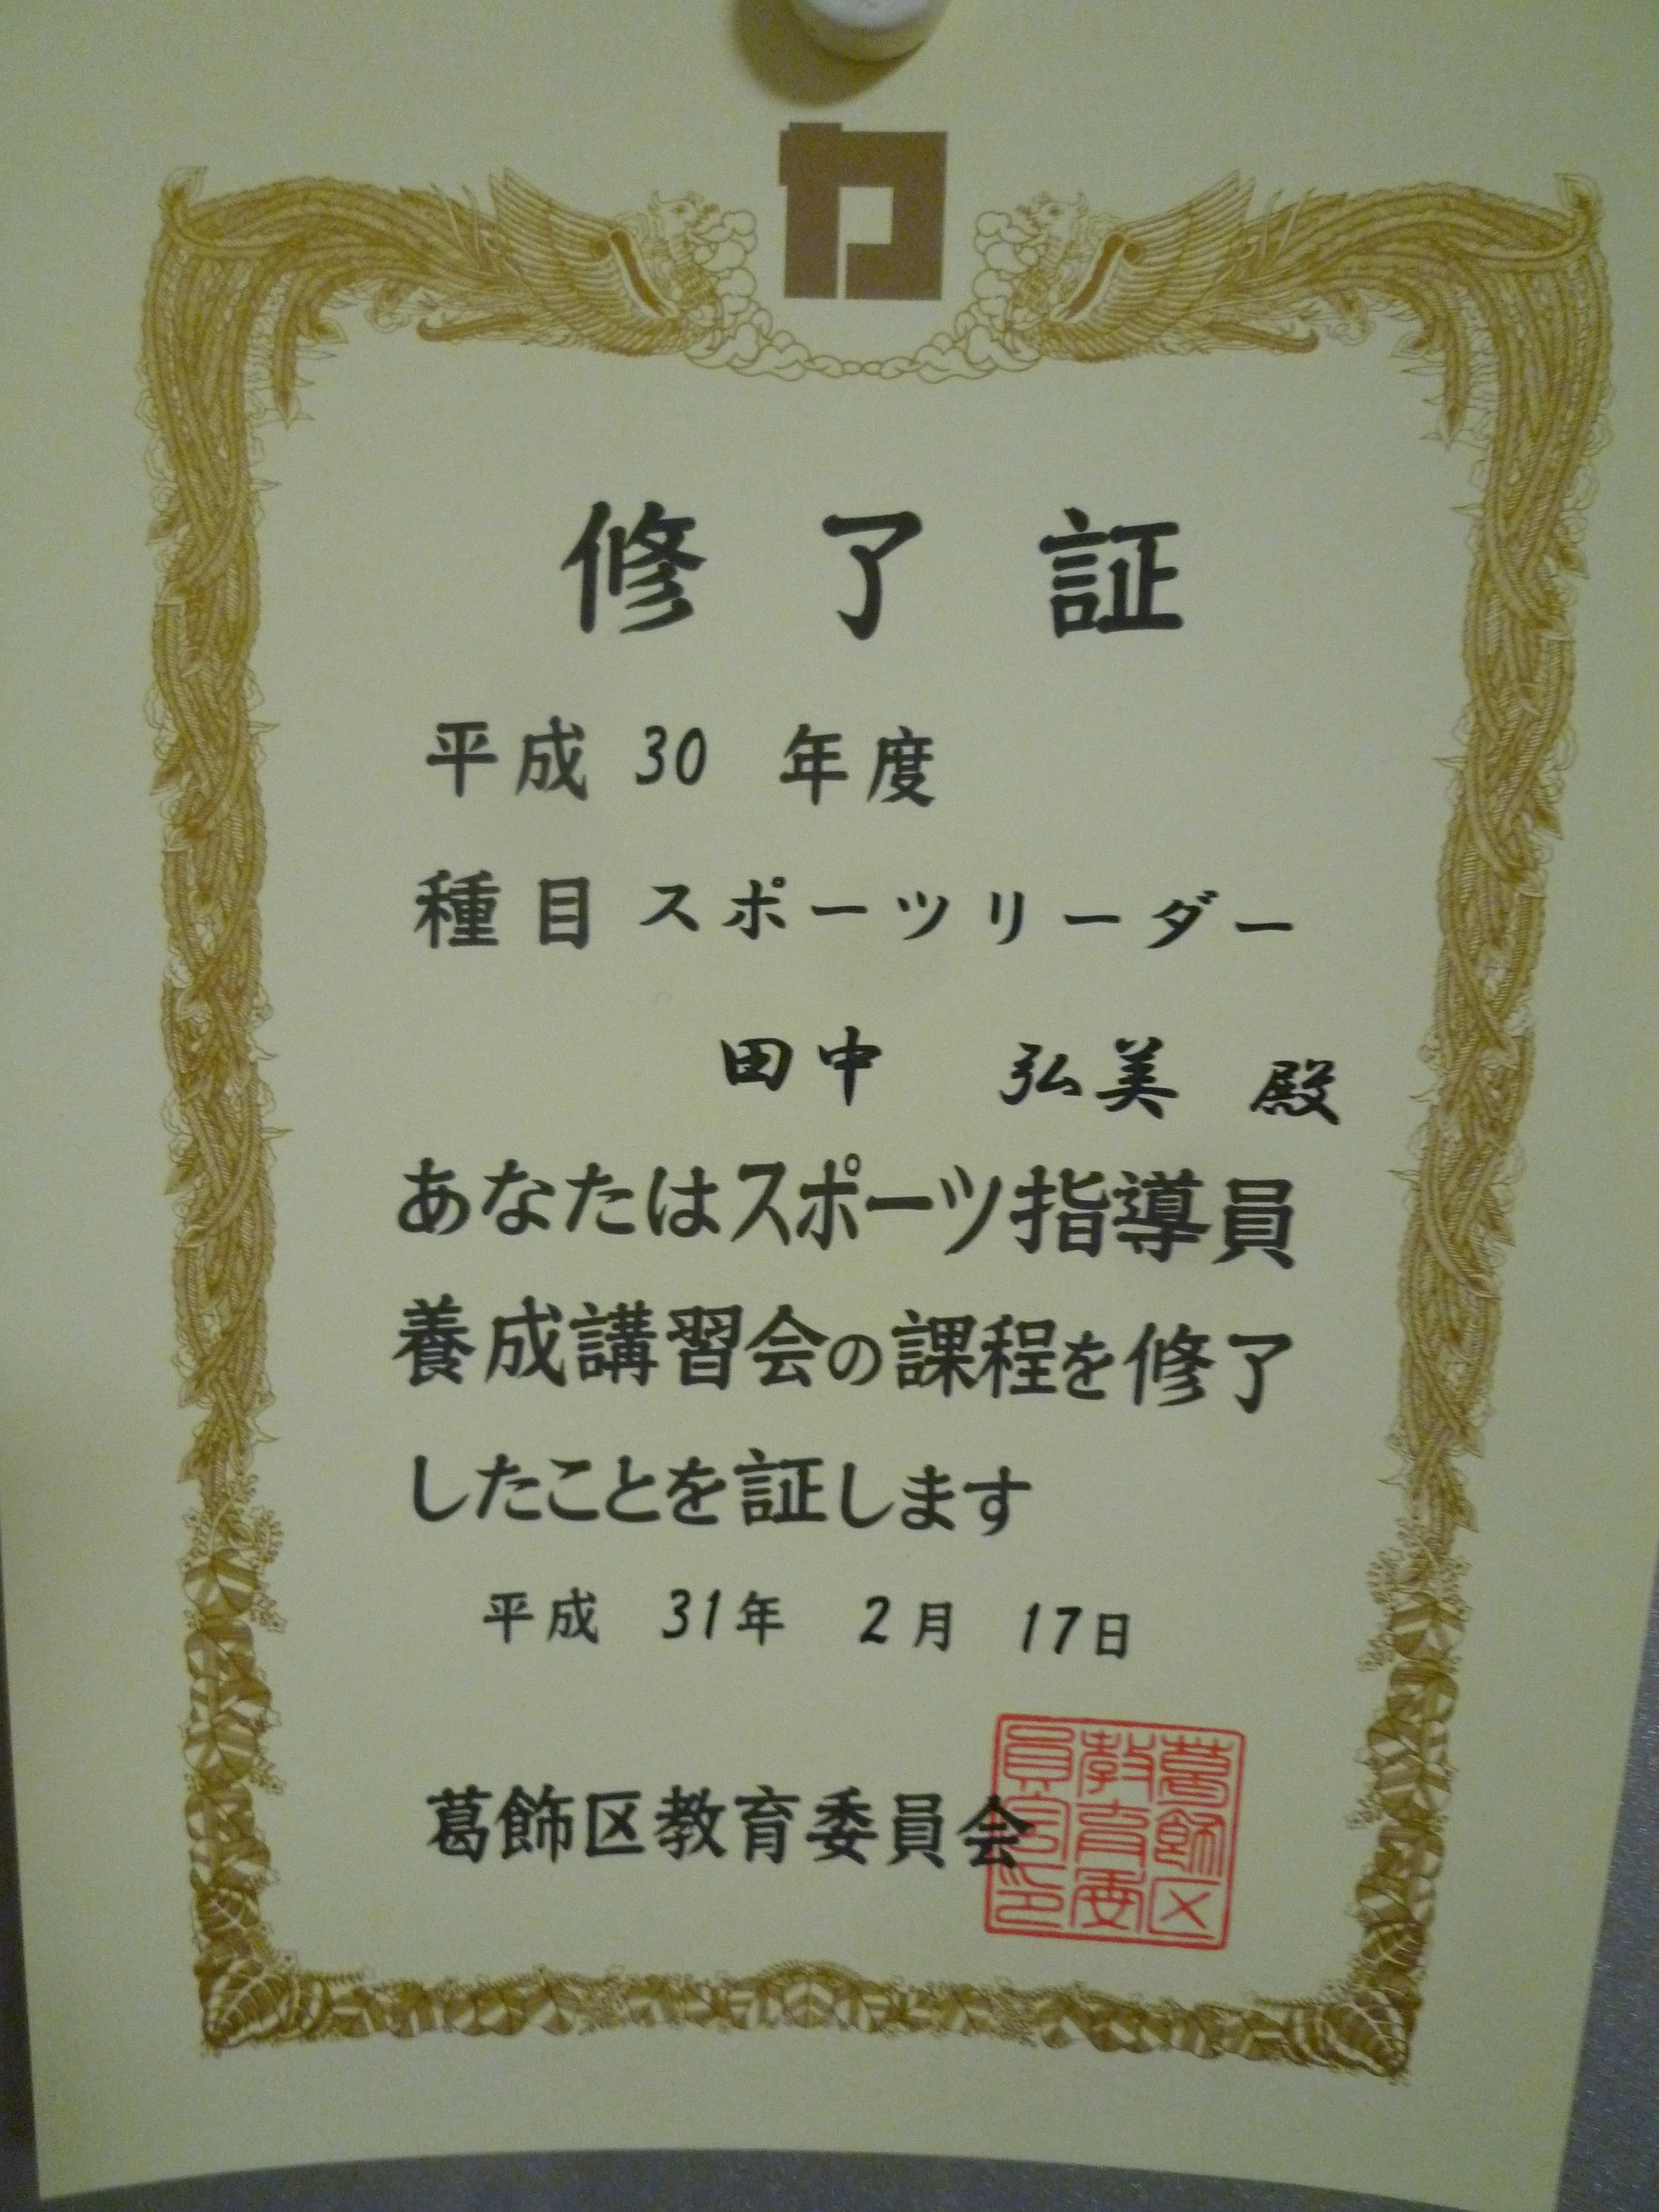 修了証
平成 30 年度
種目 スポーツリーダー
田中 弘美 殿
あなたはスポーツ指導員
養成講習会の課程を修了
したことを証します
平成 31年 2月 17日
葛飾区教育委員会
葛飾区
教育委
員会印